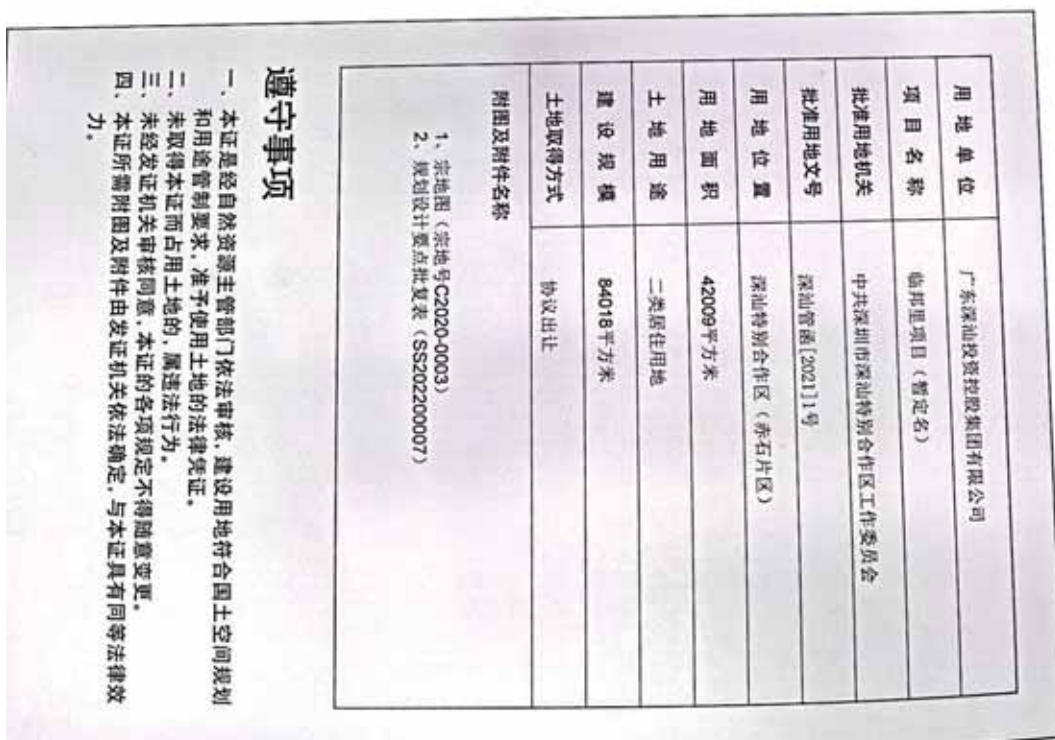 用地单位 广东深汕投资控股集团有限公司
项目名称 临邦里项目（暂定名）
批准用地机关 中共深圳市深汕特别合作区工作委员会
批准用地文号 深汕管函[2021]1号
用地位置 深汕特别合作区（赤石片区）
用地面积 42009平方米
土地用途 二类居住用地
建设规模 84018平方米
土地取得方式 协议出让
附图及附件名称
1、宗地图（宗地号C2020-0003）
2、规划设计要点批复表（SS202200007）
遵守事项
一、本证是经自然资源主管部门依法审核，建设用地符合国土空间规划
和用途管制要求，准予使用土地的法律凭证。
二、未取得本证而占用土地的，属违法行为。
三、未经发证机关审核同意，本证的各项规定不得随意变更。
四、本证所需附图及附件由发证机关依法确定，与本证具有同等法律效
力。